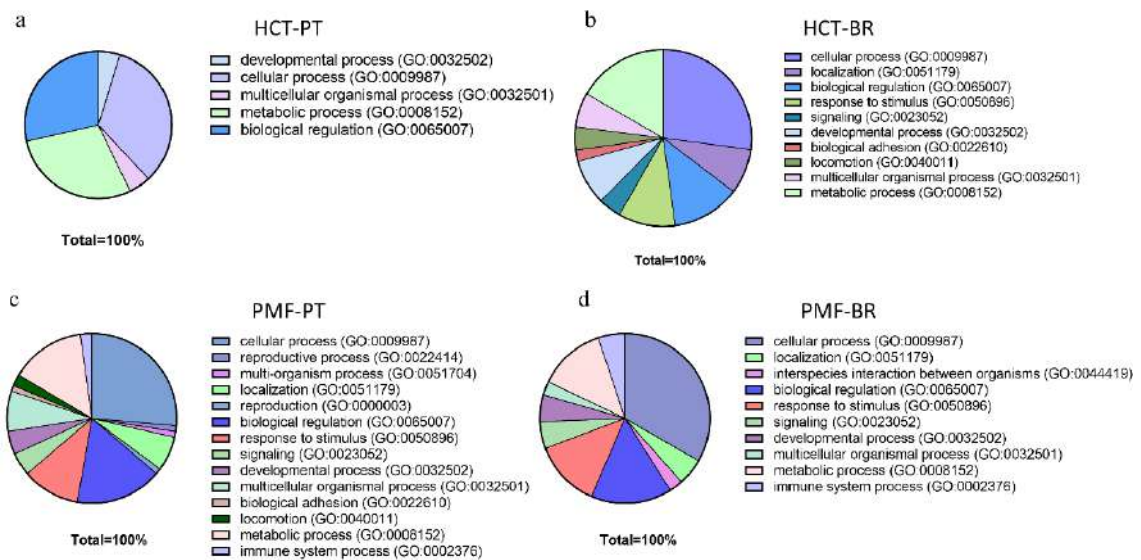 a
HCT-PT
developmental process (GO:0032502)
cellular process (GO:0009987)
multicellular organismal process (GO:0032501)
metabolic process (GO:0008152)
biological regulation (GO:0065007)
Total=100%
b
HCT-BR
cellular process (GO:0009987)
localization (GO:0051179)
biological regulation (GO:0065007)
response to stimulus (GO:0050896)
signaling (GO:0023052)
developmental process (GO:0032502)
biological adhesion (GO:0022610)
locomotion (GO:0040011)
multicellular organismal process (GO:0032501)
metabolic process (GO:0008152)
Total=100%
c
PMF-PT
cellular process (GO:0009987)
reproductive process (GO:0022414)
multi-organism process (GO:0051704)
localization (GO:0051179)
reproduction (GO:0000003)
biological regulation (GO:0065007)
response to stimulus (GO:0050896)
signaling (GO:0023052)
developmental process (GO:0032502)
multicellular organismal process (GO:0032501)
biological adhesion (GO:0022610)
locomotion (GO:0040011)
metabolic process (GO:0008152)
immune system process (GO:0002376)
Total=100%
d
PMF-BR
cellular process (GO:0009987)
localization (GO:0051179)
interspecies interaction between organisms (GO:0044419)
biological regulation (GO:0065007)
response to stimulus (GO:0050896)
signaling (GO:0023052)
developmental process (GO:0032502)
multicellular organismal process (GO:0032501)
metabolic process (GO:0008152)
immune system process (GO:0002376)
Total=100%